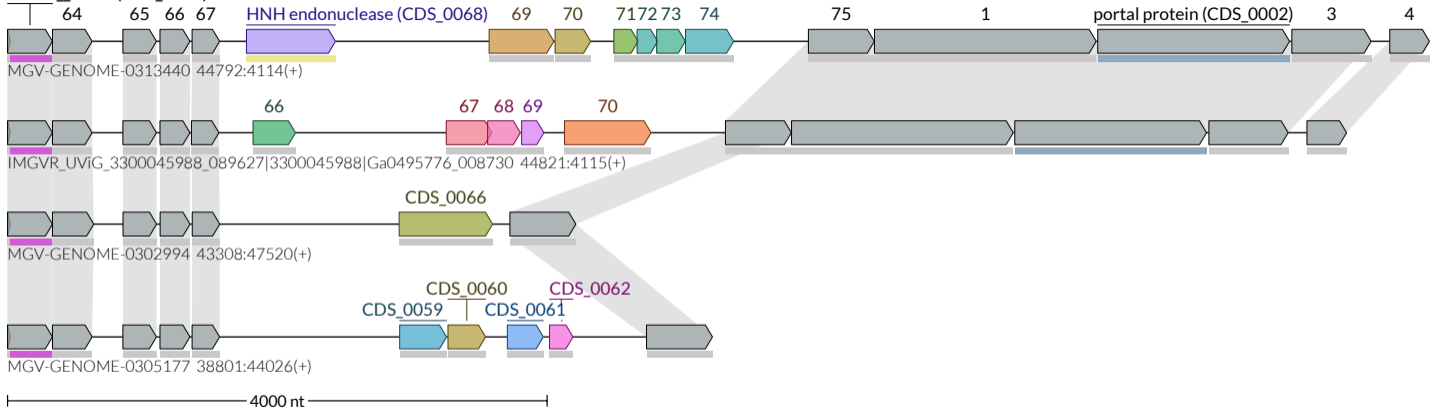 64 65 66 67 HNH endonuclease (CDS_0068) 69 70 71 72 73 74 75 1 portal protein (CDS_0002) 3 4
MGV-GENOME-0313440 44792:4114(+)
66 67 68 69 70
IMGVR_UViG_3300045988_089627|3300045988|Ga0495776_008730 44821:4115(+)
CDS_0066
MGV-GENOME-0302994 43308:47520(+)
CDS_0060 CDS_0062
CDS_0059 CDS_0061
MGV-GENOME-0305177 38801:44026(+)
4000 nt